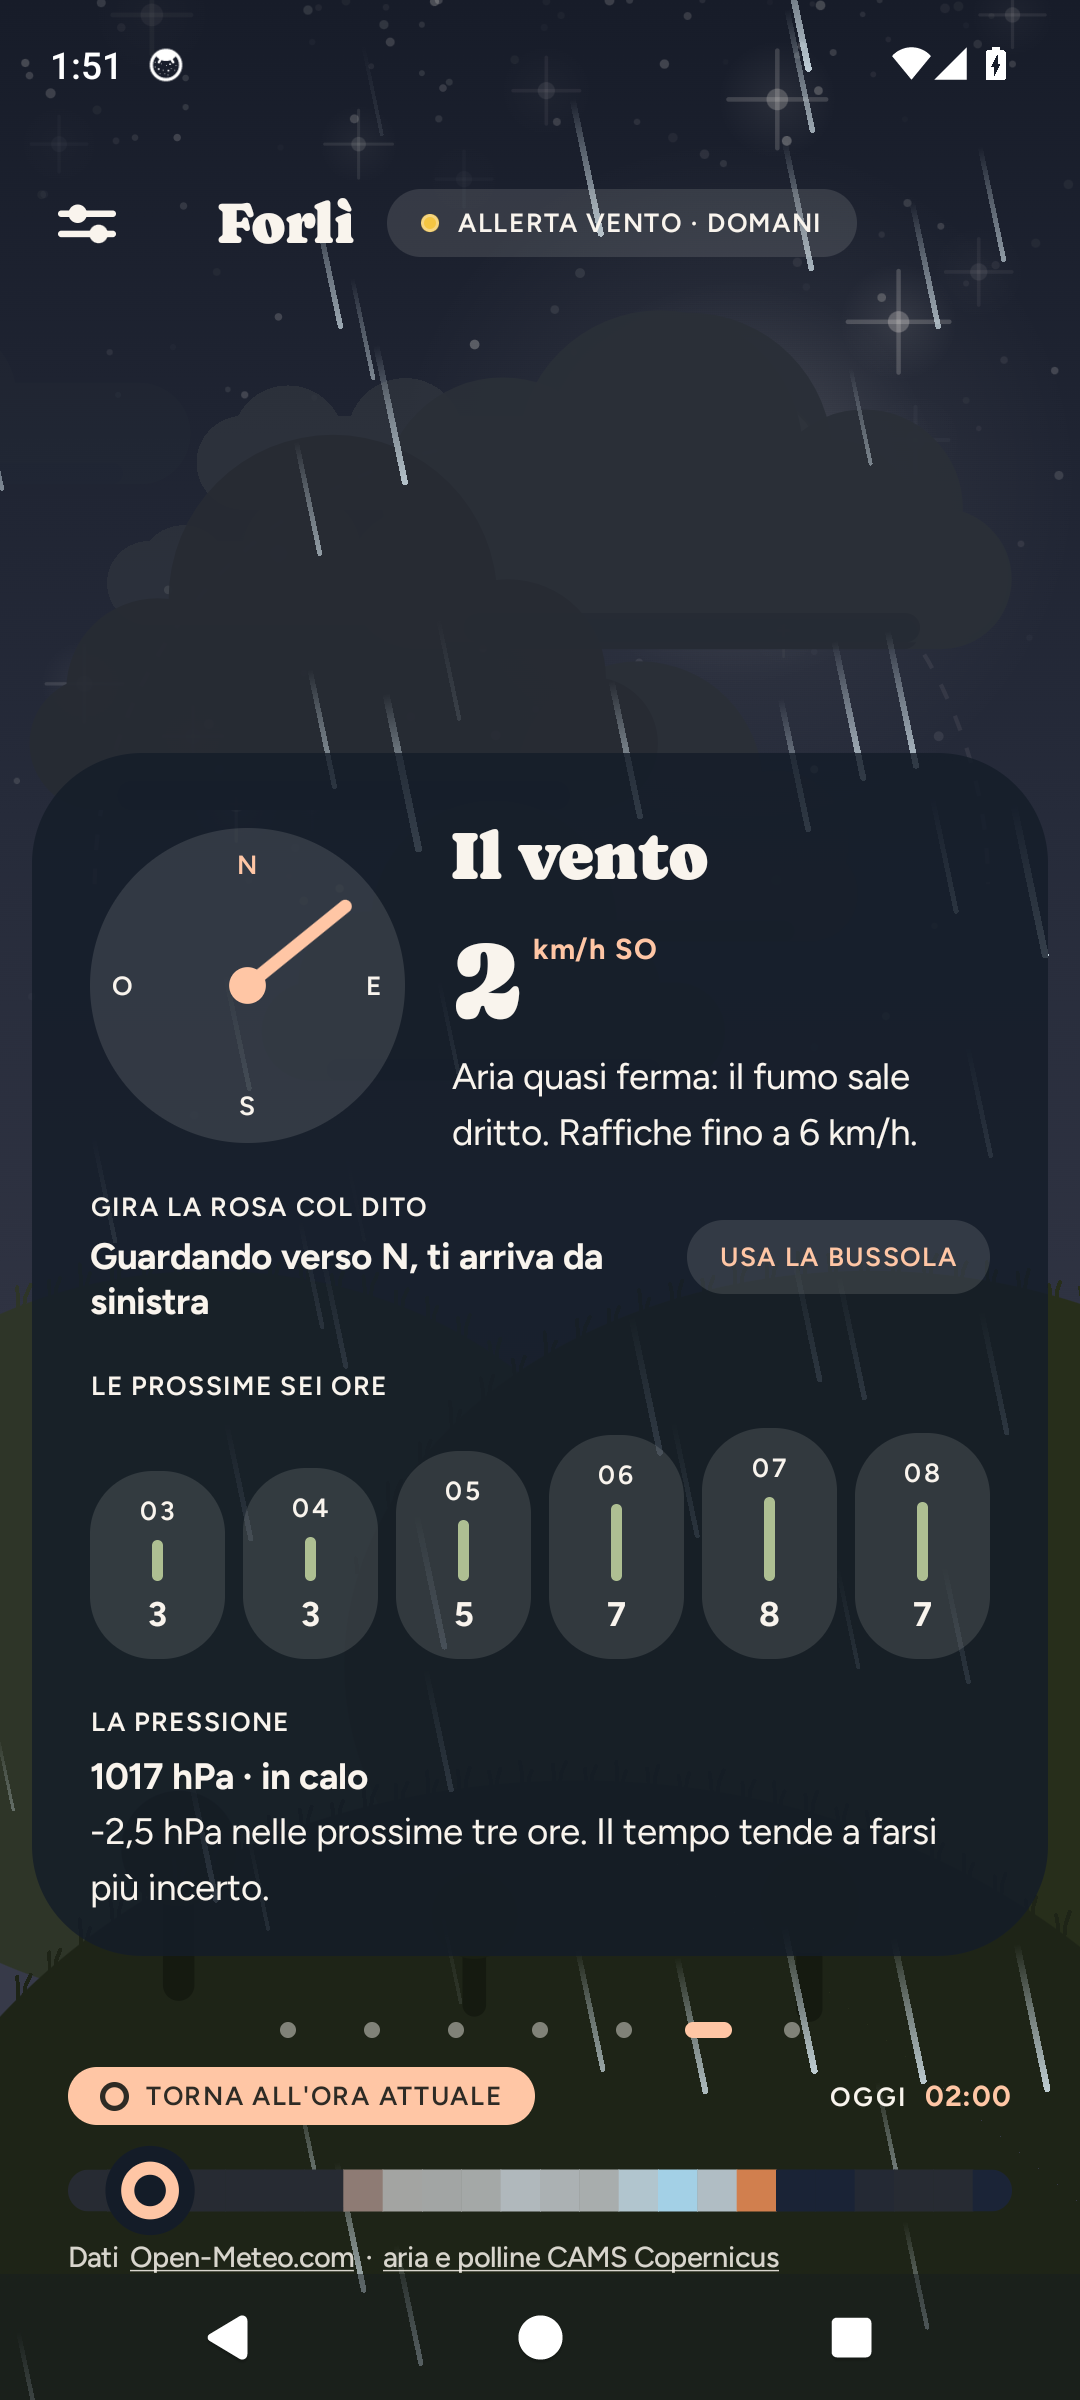 1:51
Forlì
ALLERTA VENTO · DOMANI
N
O
E
S
Il vento
2 km/h SO
Aria quasi ferma: il fumo sale
dritto. Raffiche fino a 6 km/h.
GIRA LA ROSA COL DITO
Guardando verso N, ti arriva da
sinistra
USA LA BUSSOLA
LE PROSSIME SEI ORE
03 04 05 06 07 08
3 3 5 7 8 7
LA PRESSIONE
1017 hPa · in calo
-2,5 hPa nelle prossime tre ore. Il tempo tende a farsi
più incerto.
TORNA ALL'ORA ATTUALE
OGGI 02:00
Dati Open-Meteo.com · aria e polline CAMS Copernicus